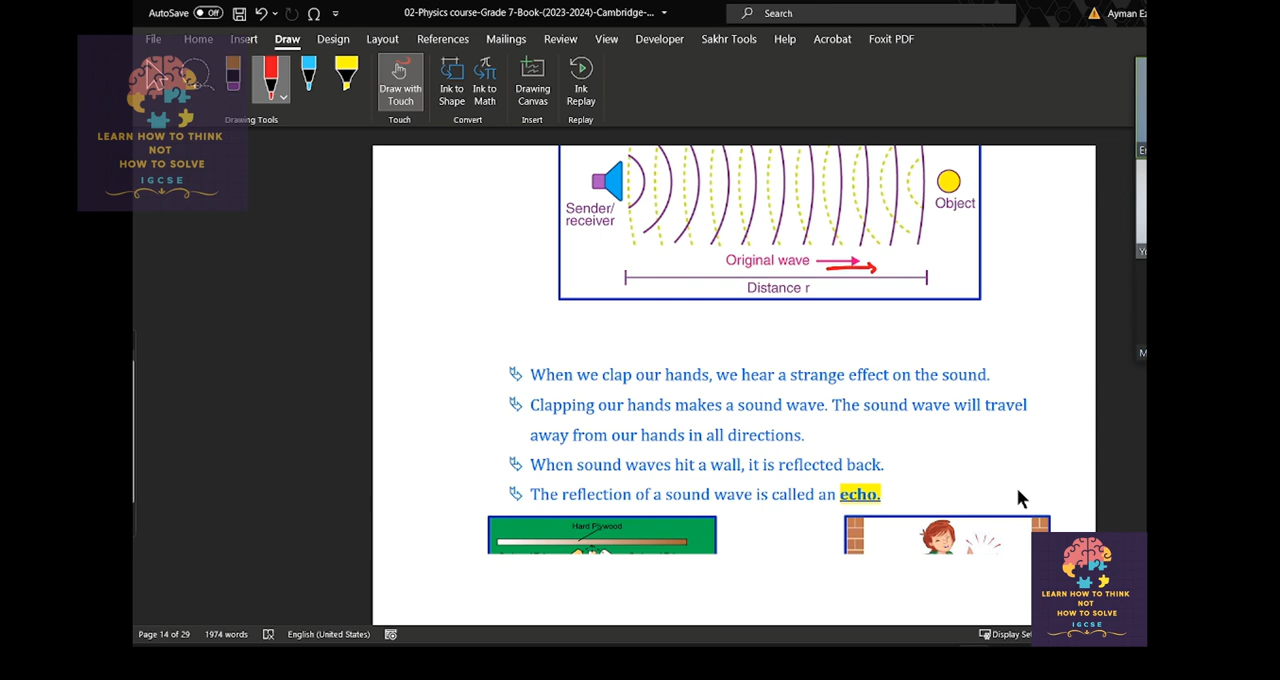 AutoSave Off
02-Physics course-Grade 7-Book-(2023-2024)-Cambridge-...
Search
Ayman Ez
File Home Insert Draw Design Layout References Mailings Review View Developer Sakhr Tools Help Acrobat Foxit PDF
Draw with Touch
Ink to Shape
Ink to Math
Drawing Canvas
Ink Replay
Drawing Tools
Touch
Convert
Insert
Replay
LEARN HOW TO THINK
NOT
HOW TO SOLVE
IGCSE
Sender/
receiver
Object
Original wave
Distance r
When we clap our hands, we hear a strange effect on the sound.
Clapping our hands makes a sound wave. The sound wave will travel
away from our hands in all directions.
When sound waves hit a wall, it is reflected back.
The reflection of a sound wave is called an echo.
Hard Plywood
LEARN HOW TO THINK
NOT
HOW TO SOLVE
IGCSE
Page 14 of 29 1974 words English (United States) Display Se